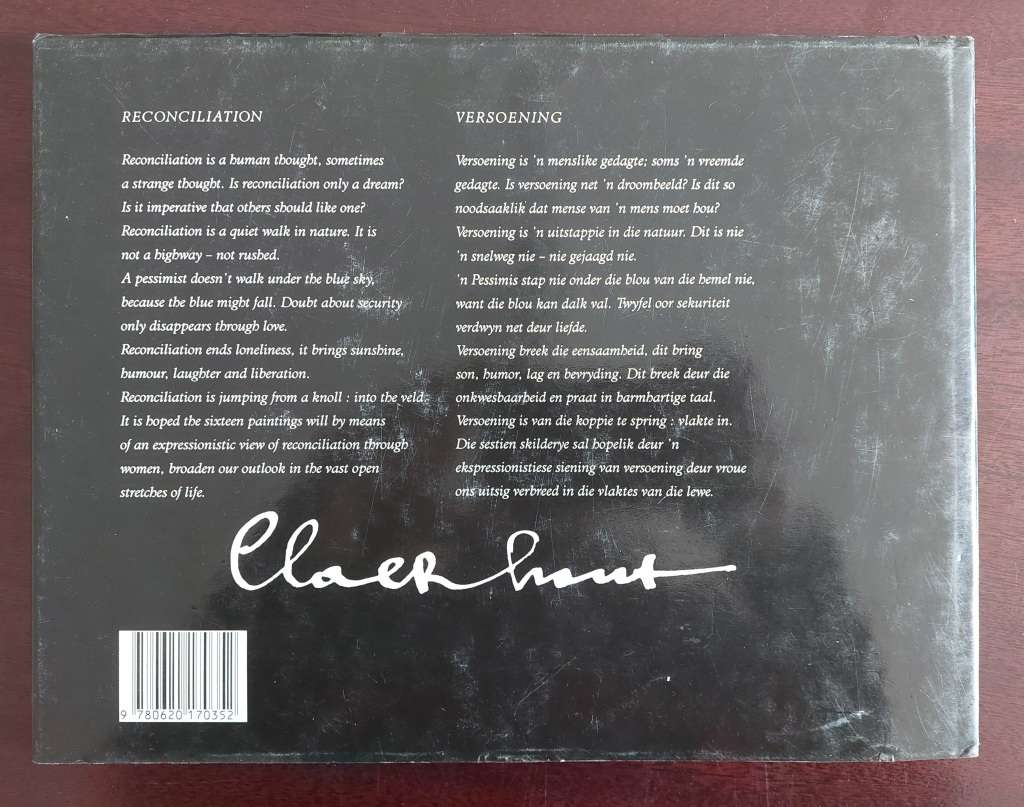 RECONCILIATION
Reconciliation is a human thought, sometimes
a strange thought. Is reconciliation only a dream?
Is it imperative that others should like one?
Reconciliation is a quiet walk in nature. It is
not a highway – not rushed.
A pessimist doesn't walk under the blue sky,
because the blue might fall. Doubt about security
only disappears through love.
Reconciliation ends loneliness, it brings sunshine,
humour, laughter and liberation.
Reconciliation is jumping from a knoll : into the veld.
It is hoped the sixteen paintings will by means
of an expressionistic view of reconciliation through
women, broaden our outlook in the vast open
stretches of life.
VERSOENING
Versoening is 'n menslike gedagte; soms 'n vreemde
gedagte. Is versoening net 'n droombeeld? Is dit so
noodsaaklik dat mense van 'n mens moet hou?
Versoening is 'n uitstappie in die natuur. Dit is nie
'n snelweg nie – nie gejaagd nie.
'n Pessimis stap nie onder die blou van die hemel nie,
want die blou kan dalk val. Twyfel oor sekuriteit
verdwyn net deur liefde.
Versoening breek die eensaamheid, dit bring
son, humor, lag en bevryding. Dit breek deur die
onkwesbaarheid en praat in barmhartige taal.
Versoening is van die koppie te spring : vlakte in.
Die sestien skilderye sal hopelik deur 'n
ekspressionistiese siening van versoening deur vroue
ons uitsig verbreed in die vlaktes van die lewe.
Claerhout
9 780620 170352